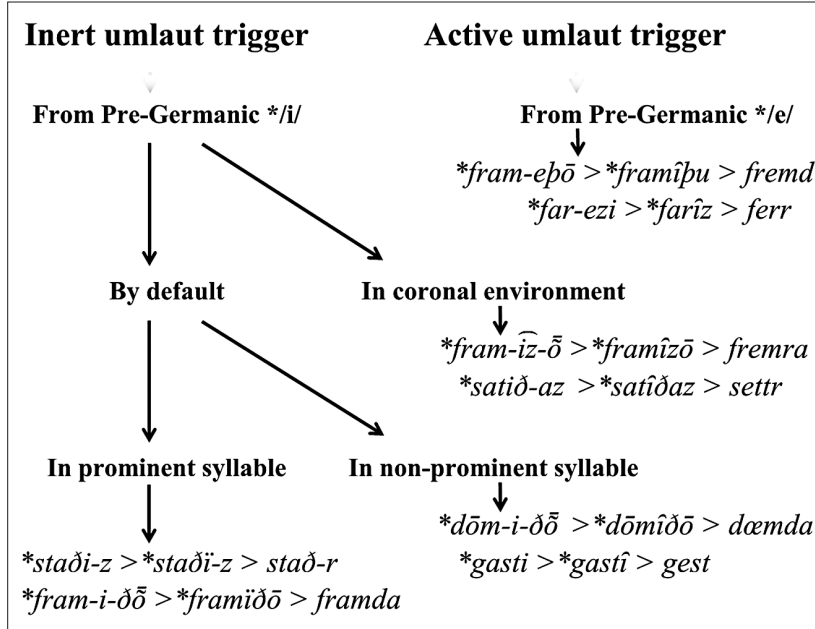 Inert umlaut trigger
Active umlaut trigger
From Pre-Germanic */i/
From Pre-Germanic */e/
*fram-eþō > *framîþu > fremd
*far-ezi > *farîz > ferr
By default
In coronal environment
*fram-i͡z-ō̃ > *framîzō > fremra
*satið-az > *satîðaz > settr
In prominent syllable
In non-prominent syllable
*dōm-i-ðō̃ > *dōmîðō > dœmda
*gasti > *gastî > gest
*staði-z > *staðï-z > stað-r
*fram-i-ðō̃ > *framïðō > framda